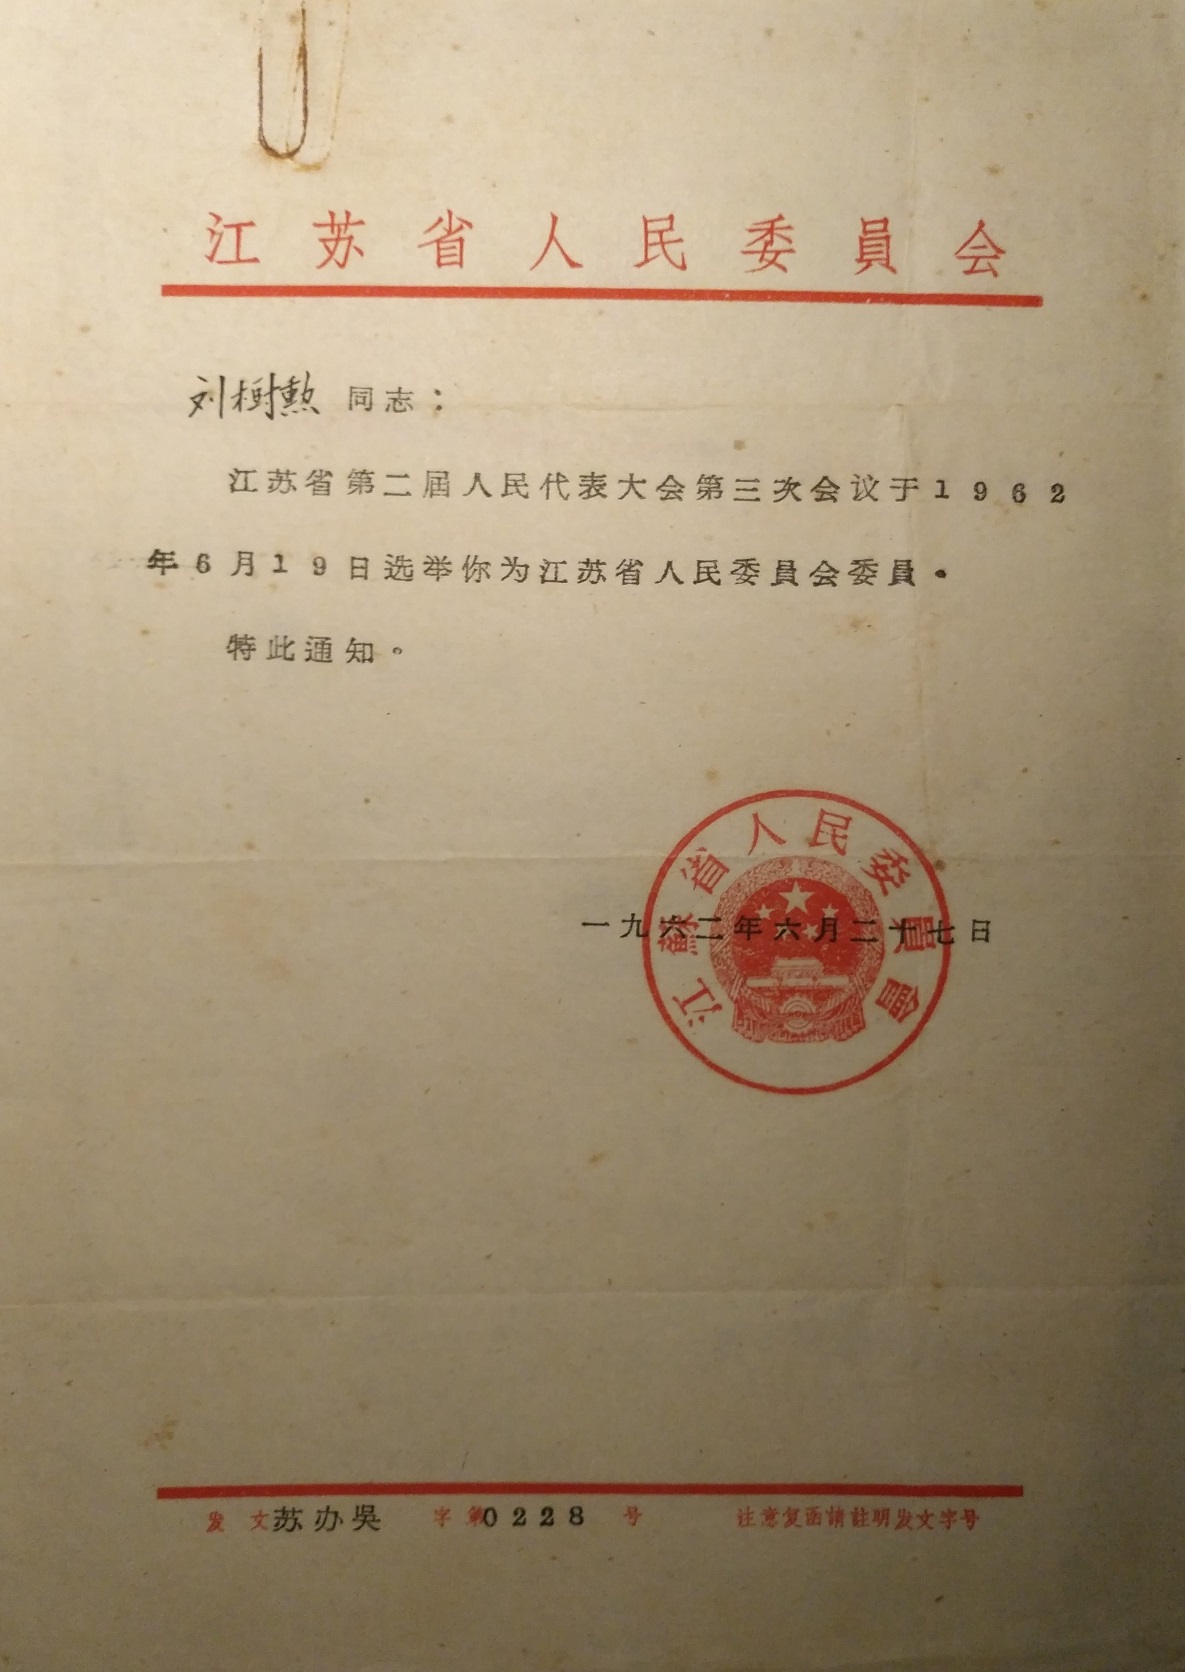 江苏省人民委員会
刘樹勲 同志：
江苏省第二届人民代表大会第三次会议于1962
年6月19日选举你为江苏省人民委員会委員。
特此通知。
江蘇省人民委員會
一九六二年六月二十七日
发文苏办吳 字第0228 号 注意复函請註明发文字号